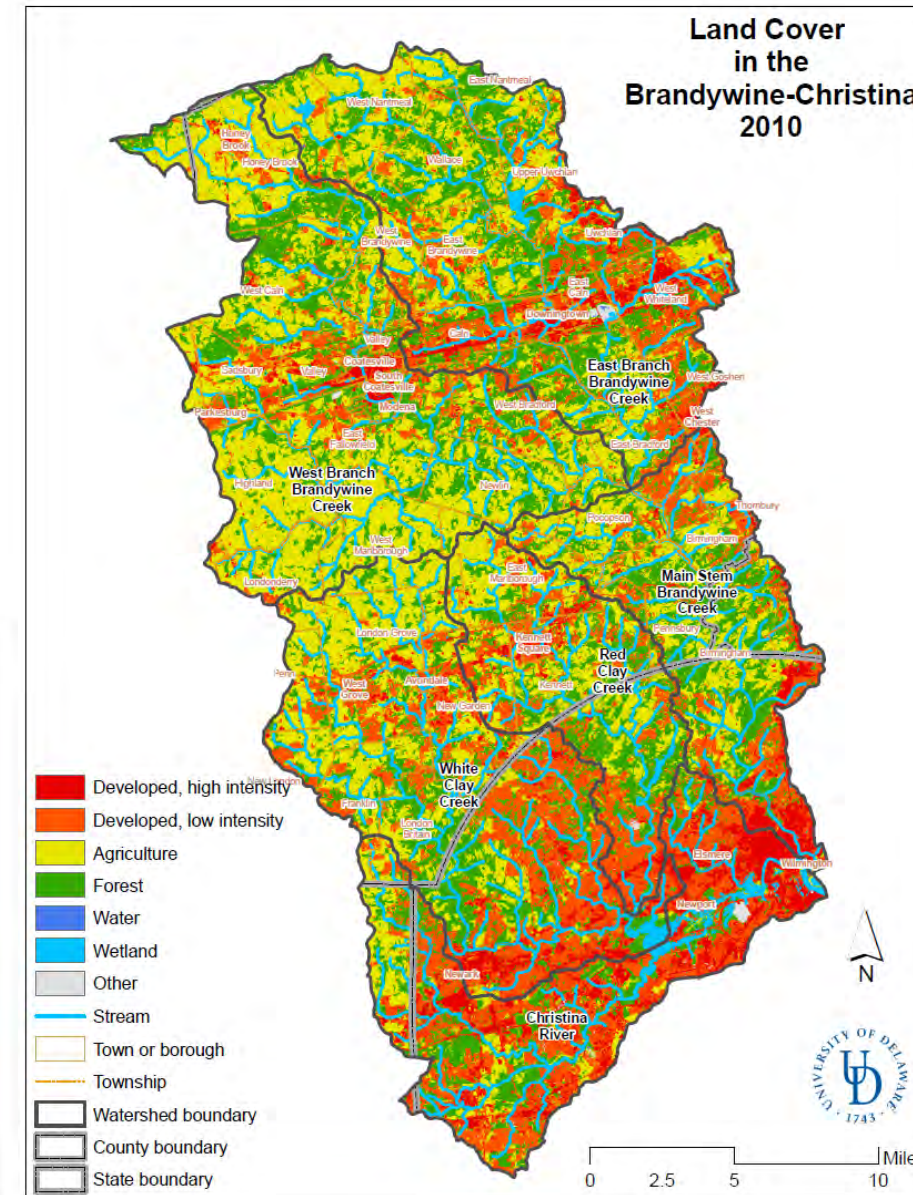 Land Cover
in the
Brandywine-Christina
2010
East Nantmeal
West Nantmeal
Honey
Brook
Honey Brook
Wallace
Upper Uwchlan
West
Brandywine
East
Brandywine
Uwchlan
West Caln
East
Caln
West
Whiteland
Downingtown
Caln
Valley
Coatesville
Sadsbury
Valley
South
Coatesville
Modena
Parkesburg
East Branch
Brandywine
Creek
West Goshen
West
Chester
West Bradford
East Bradford
East
Fallowfield
West Branch
Brandywine
Creek
Highland
Newlin
Thornbury
Pocopson
Birmingham
West
Marlborough
East
Marlborough
Main Stem
Brandywine
Creek
Londonderry
London Grove
Kennett
Square
Pennsbury
Birmingham
Red
Clay
Creek
Penn
West
Grove
Avondale
Kennett
New Garden
White
Clay
Creek
New London
Franklin
London
Britain
Elsmere
Wilmington
Newport
Newark
Christina
River
Developed, high intensity
Developed, low intensity
Agriculture
Forest
Water
Wetland
Other
Stream
Town or borough
Township
Watershed boundary
County boundary
State boundary
N
UNIVERSITY OF DELAWARE
UD
1743
Mile
0 2.5 5 10